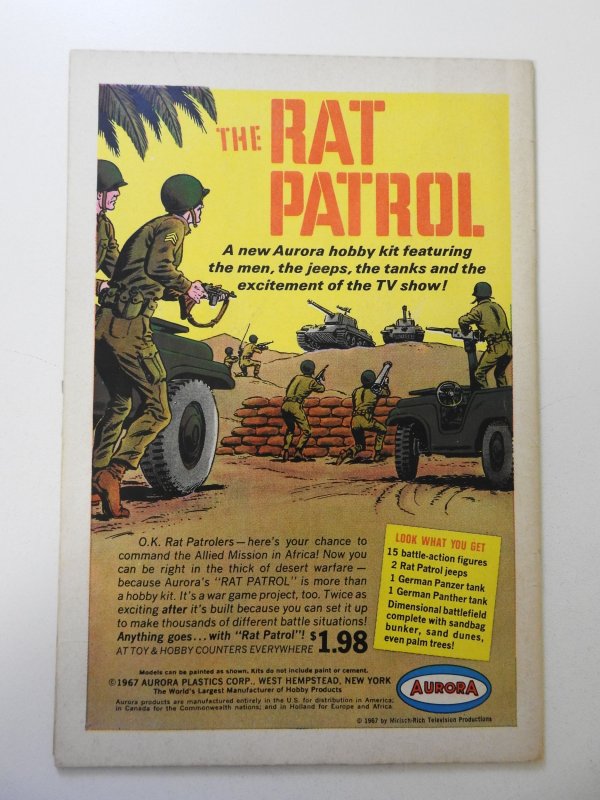 THE RAT
PATROL
A new Aurora hobby kit featuring
the men, the jeeps, the tanks and the
excitement of the TV show!
O.K. Rat Patrolers—here's your chance to
command the Allied Mission in Africa! Now you
can be right in the thick of desert warfare—
because Aurora's "RAT PATROL" is more than
a hobby kit. It's a war game project, too. Twice as
exciting after it's built because you can set it up
to make thousands of different battle situations!
Anything goes...with "Rat Patrol"! $1.98
AT TOY & HOBBY COUNTERS EVERYWHERE
LOOK WHAT YOU GET
15 battle-action figures
2 Rat Patrol jeeps
1 German Panzer tank
1 German Panther tank
Dimensional battlefield
complete with sandbag
bunker, sand dunes,
even palm trees!
Models can be painted as shown. Kits do not include paint or cement.
©1967 AURORA PLASTICS CORP., WEST HEMPSTEAD, NEW YORK
The World's Largest Manufacturer of Hobby Products
Aurora products are manufactured entirely in the U.S. for distribution in America;
in Canada for the Commonwealth nations; and in Holland for Europe and Africa.
AURORA
© 1967 by Mirisch-Rich Television Productions